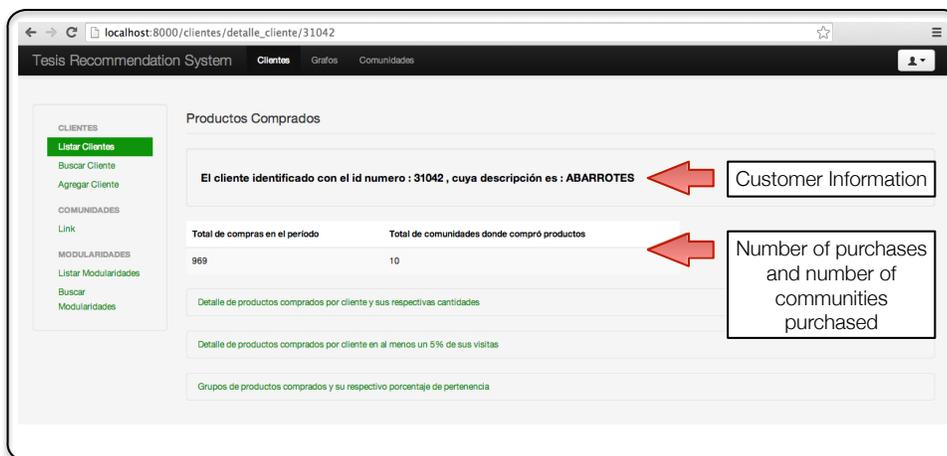 localhost:8000/clientes/detalle_cliente/31042
Tesis Recommendation System Clientes Grafos Comunidades
CLIENTES
Listar Clientes
Buscar Cliente
Agregar Cliente
COMUNIDADES
Link
MODULARIDADES
Listar Modularidades
Buscar
Modularidades
Productos Comprados
El cliente identificado con el id numero : 31042 , cuya descripción es : ABARROTES
Customer Information
Total de compras en el período Total de comunidades donde compró productos
969 10
Number of purchases
and number of
communities
purchased
Detalle de productos comprados por cliente y sus respectivas cantidades
Detalle de productos comprados por cliente en al menos un 5% de sus visitas
Grupos de productos comprados y su respectivo porcentaje de pertenencia